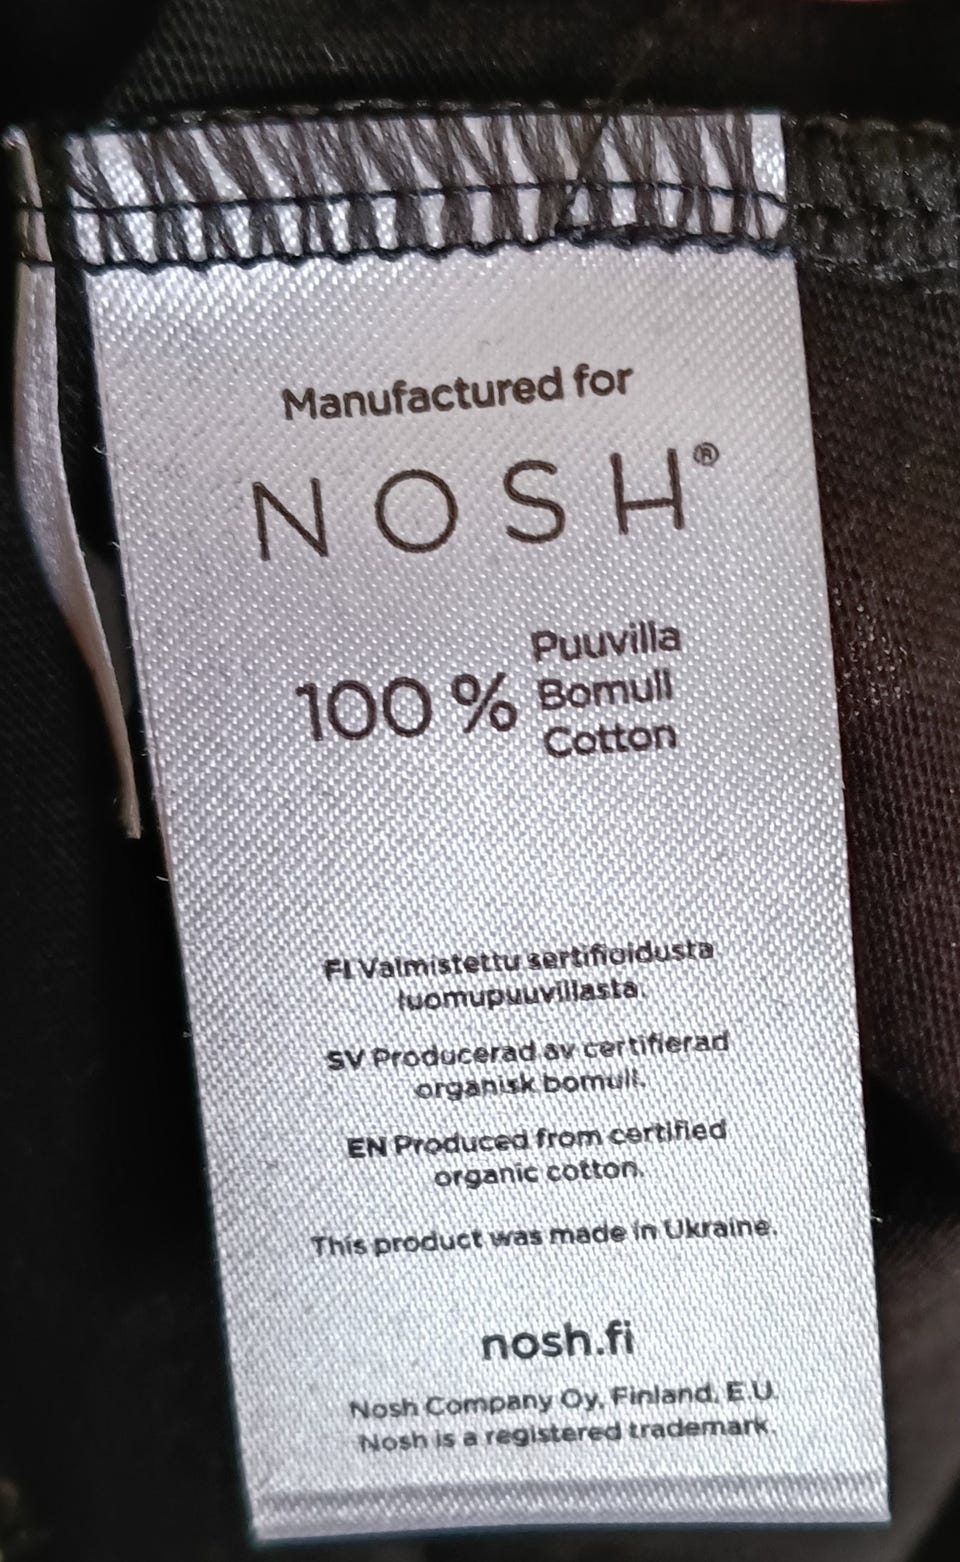 Manufactured for
NOSH®
100 % Puuvilla
Bomull
Cotton
FI Valmistettu sertifioidusta
luomupuuvillasta.
SV Producerad av certifierad
organisk bomull.
EN Produced from certified
organic cotton.
This product was made in Ukraine.
nosh.fi
Nosh Company Oy, Finland, E.U.
Nosh is a registered trademark.